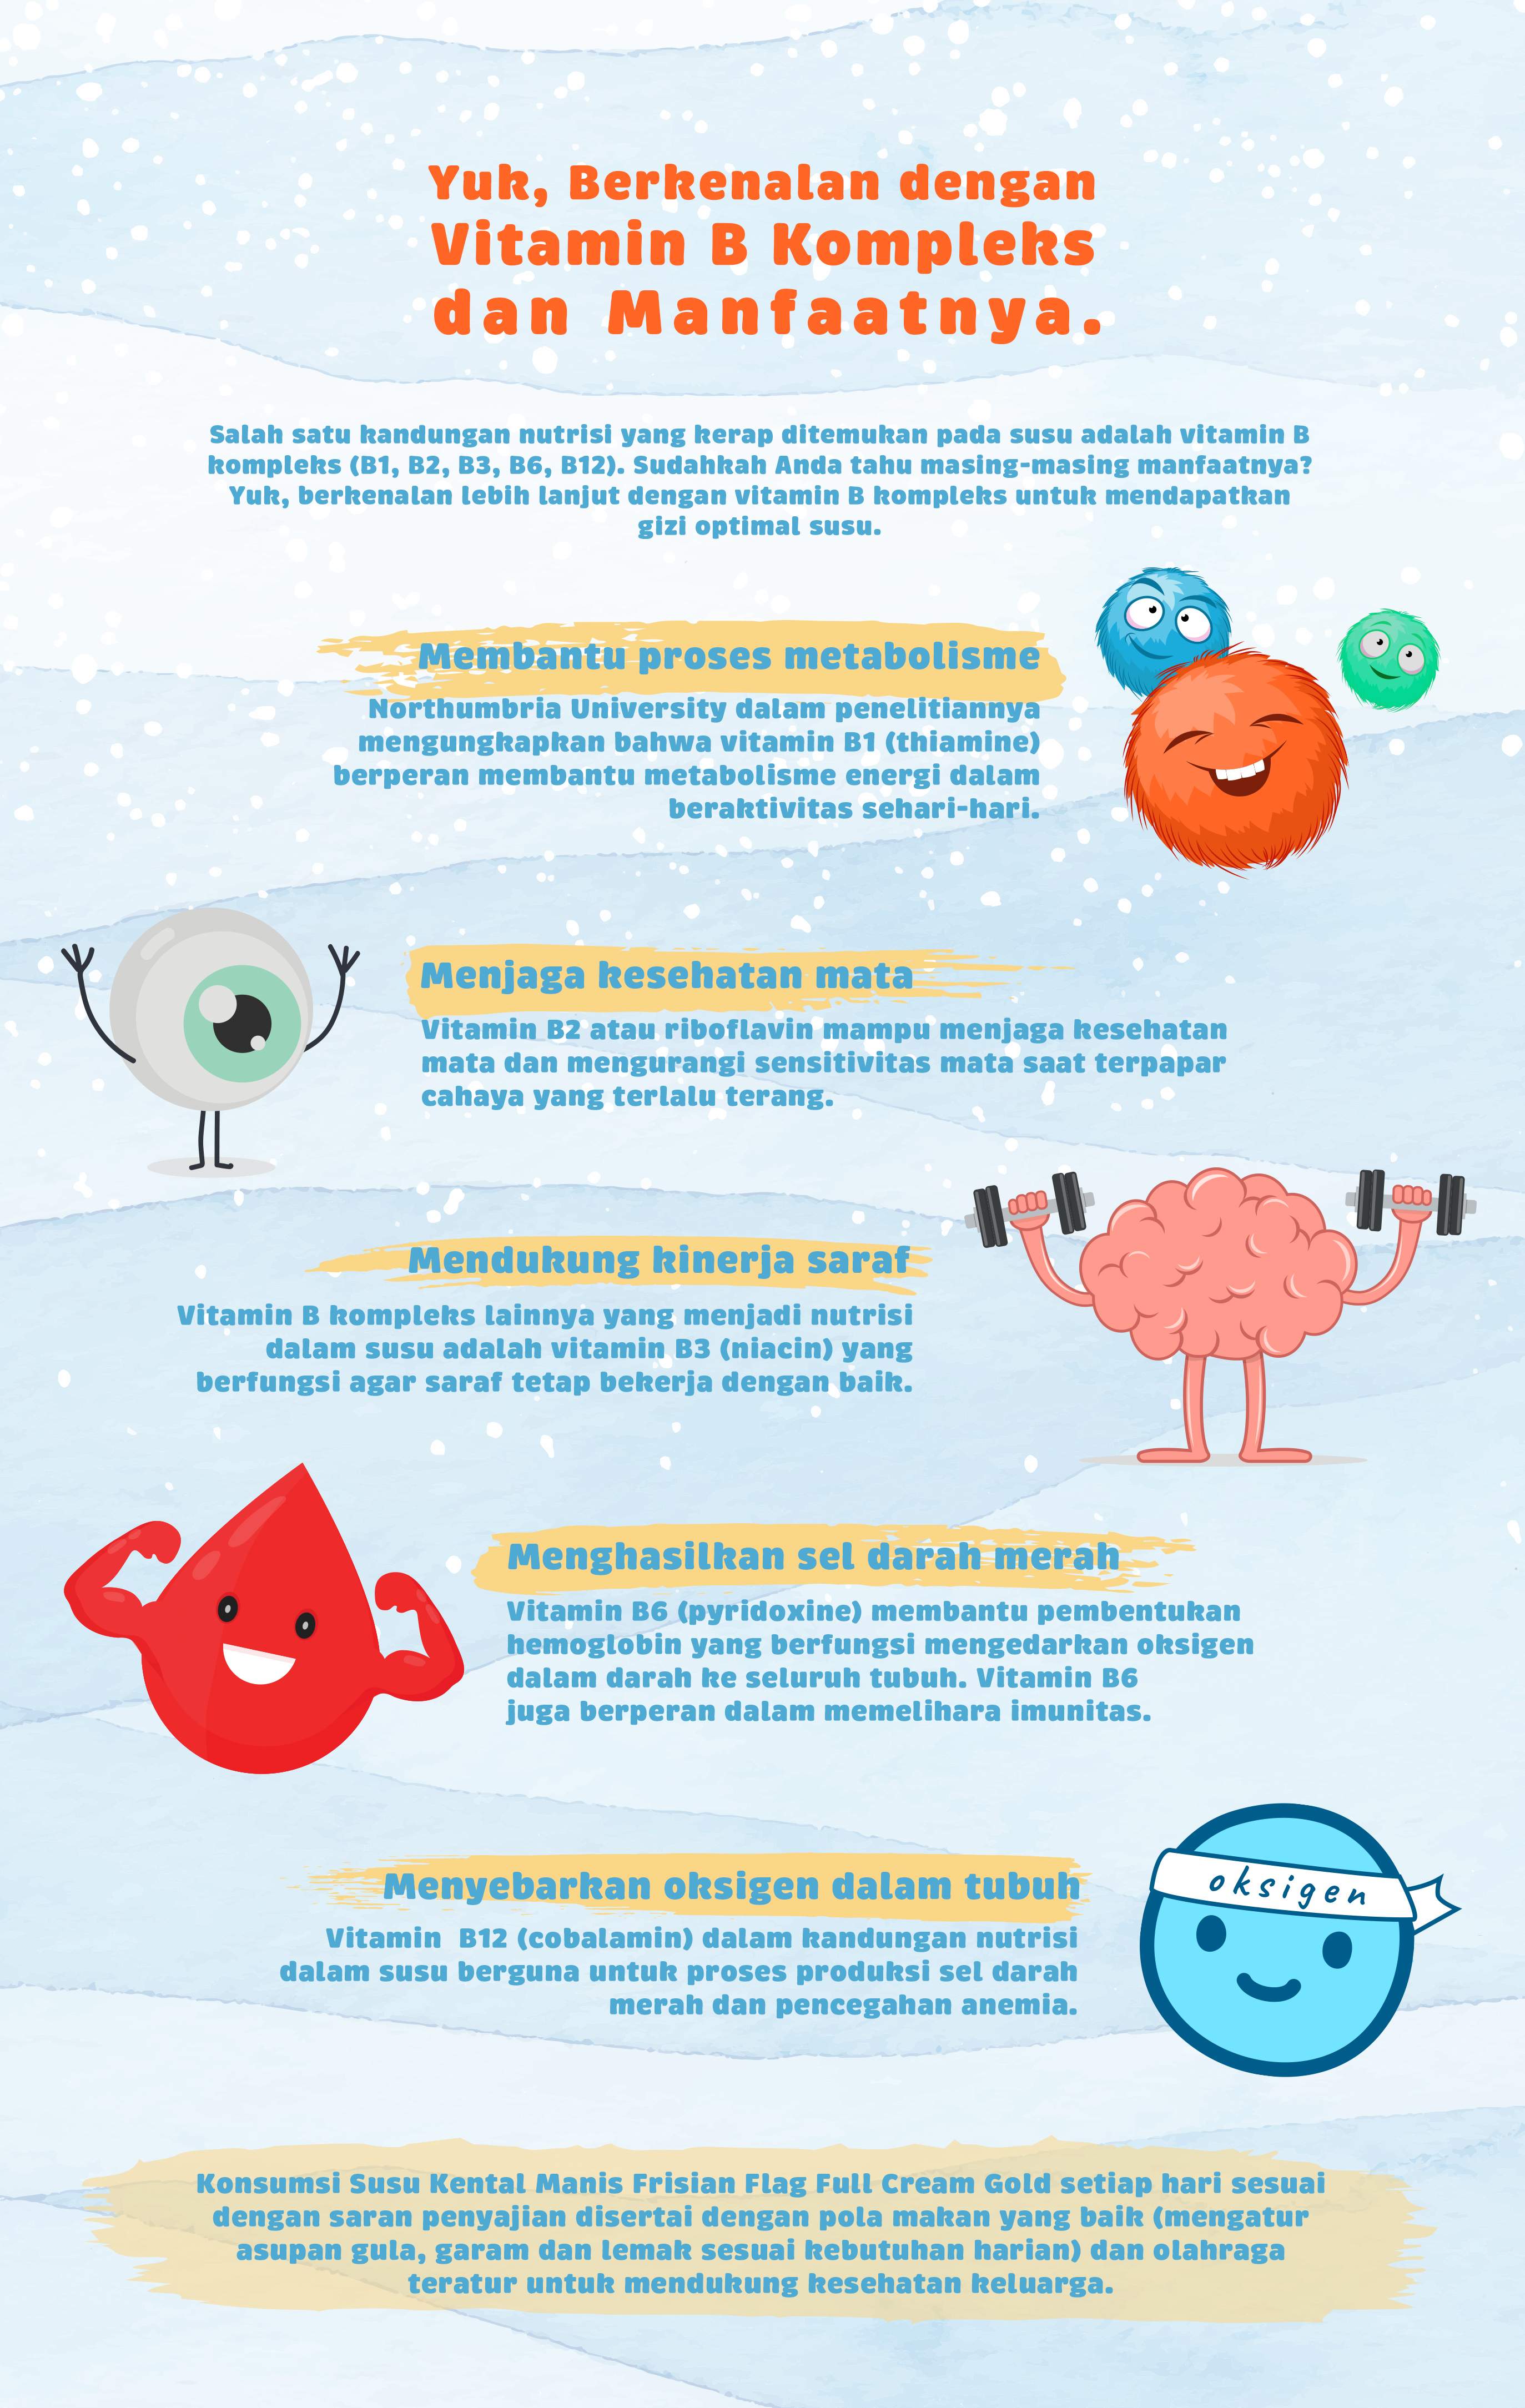 Yuk, Berkenalan dengan
Vitamin B Kompleks
dan Manfaatnya.
Salah satu kandungan nutrisi yang kerap ditemukan pada susu adalah vitamin B
kompleks (B1, B2, B3, B6, B12). Sudahkah Anda tahu masing-masing manfaatnya?
Yuk, berkenalan lebih lanjut dengan vitamin B kompleks untuk mendapatkan
gizi optimal susu.
Membantu proses metabolisme
Northumbria University dalam penelitiannya
mengungkapkan bahwa vitamin B1 (thiamine)
berperan membantu metabolisme energi dalam
beraktivitas sehari-hari.
Menjaga kesehatan mata
Vitamin B2 atau riboflavin mampu menjaga kesehatan
mata dan mengurangi sensitivitas mata saat terpapar
cahaya yang terlalu terang.
Mendukung kinerja saraf
Vitamin B kompleks lainnya yang menjadi nutrisi
dalam susu adalah vitamin B3 (niacin) yang
berfungsi agar saraf tetap bekerja dengan baik.
Menghasilkan sel darah merah
Vitamin B6 (pyridoxine) membantu pembentukan
hemoglobin yang berfungsi mengedarkan oksigen
dalam darah ke seluruh tubuh. Vitamin B6
juga berperan dalam memelihara imunitas.
Menyebarkan oksigen dalam tubuh
Vitamin B12 (cobalamin) dalam kandungan nutrisi
dalam susu berguna untuk proses produksi sel darah
merah dan pencegahan anemia.
oksigen
Konsumsi Susu Kental Manis Frisian Flag Full Cream Gold setiap hari sesuai
dengan saran penyajian disertai dengan pola makan yang baik (mengatur
asupan gula, garam dan lemak sesuai kebutuhan harian) dan olahraga
teratur untuk mendukung kesehatan keluarga.